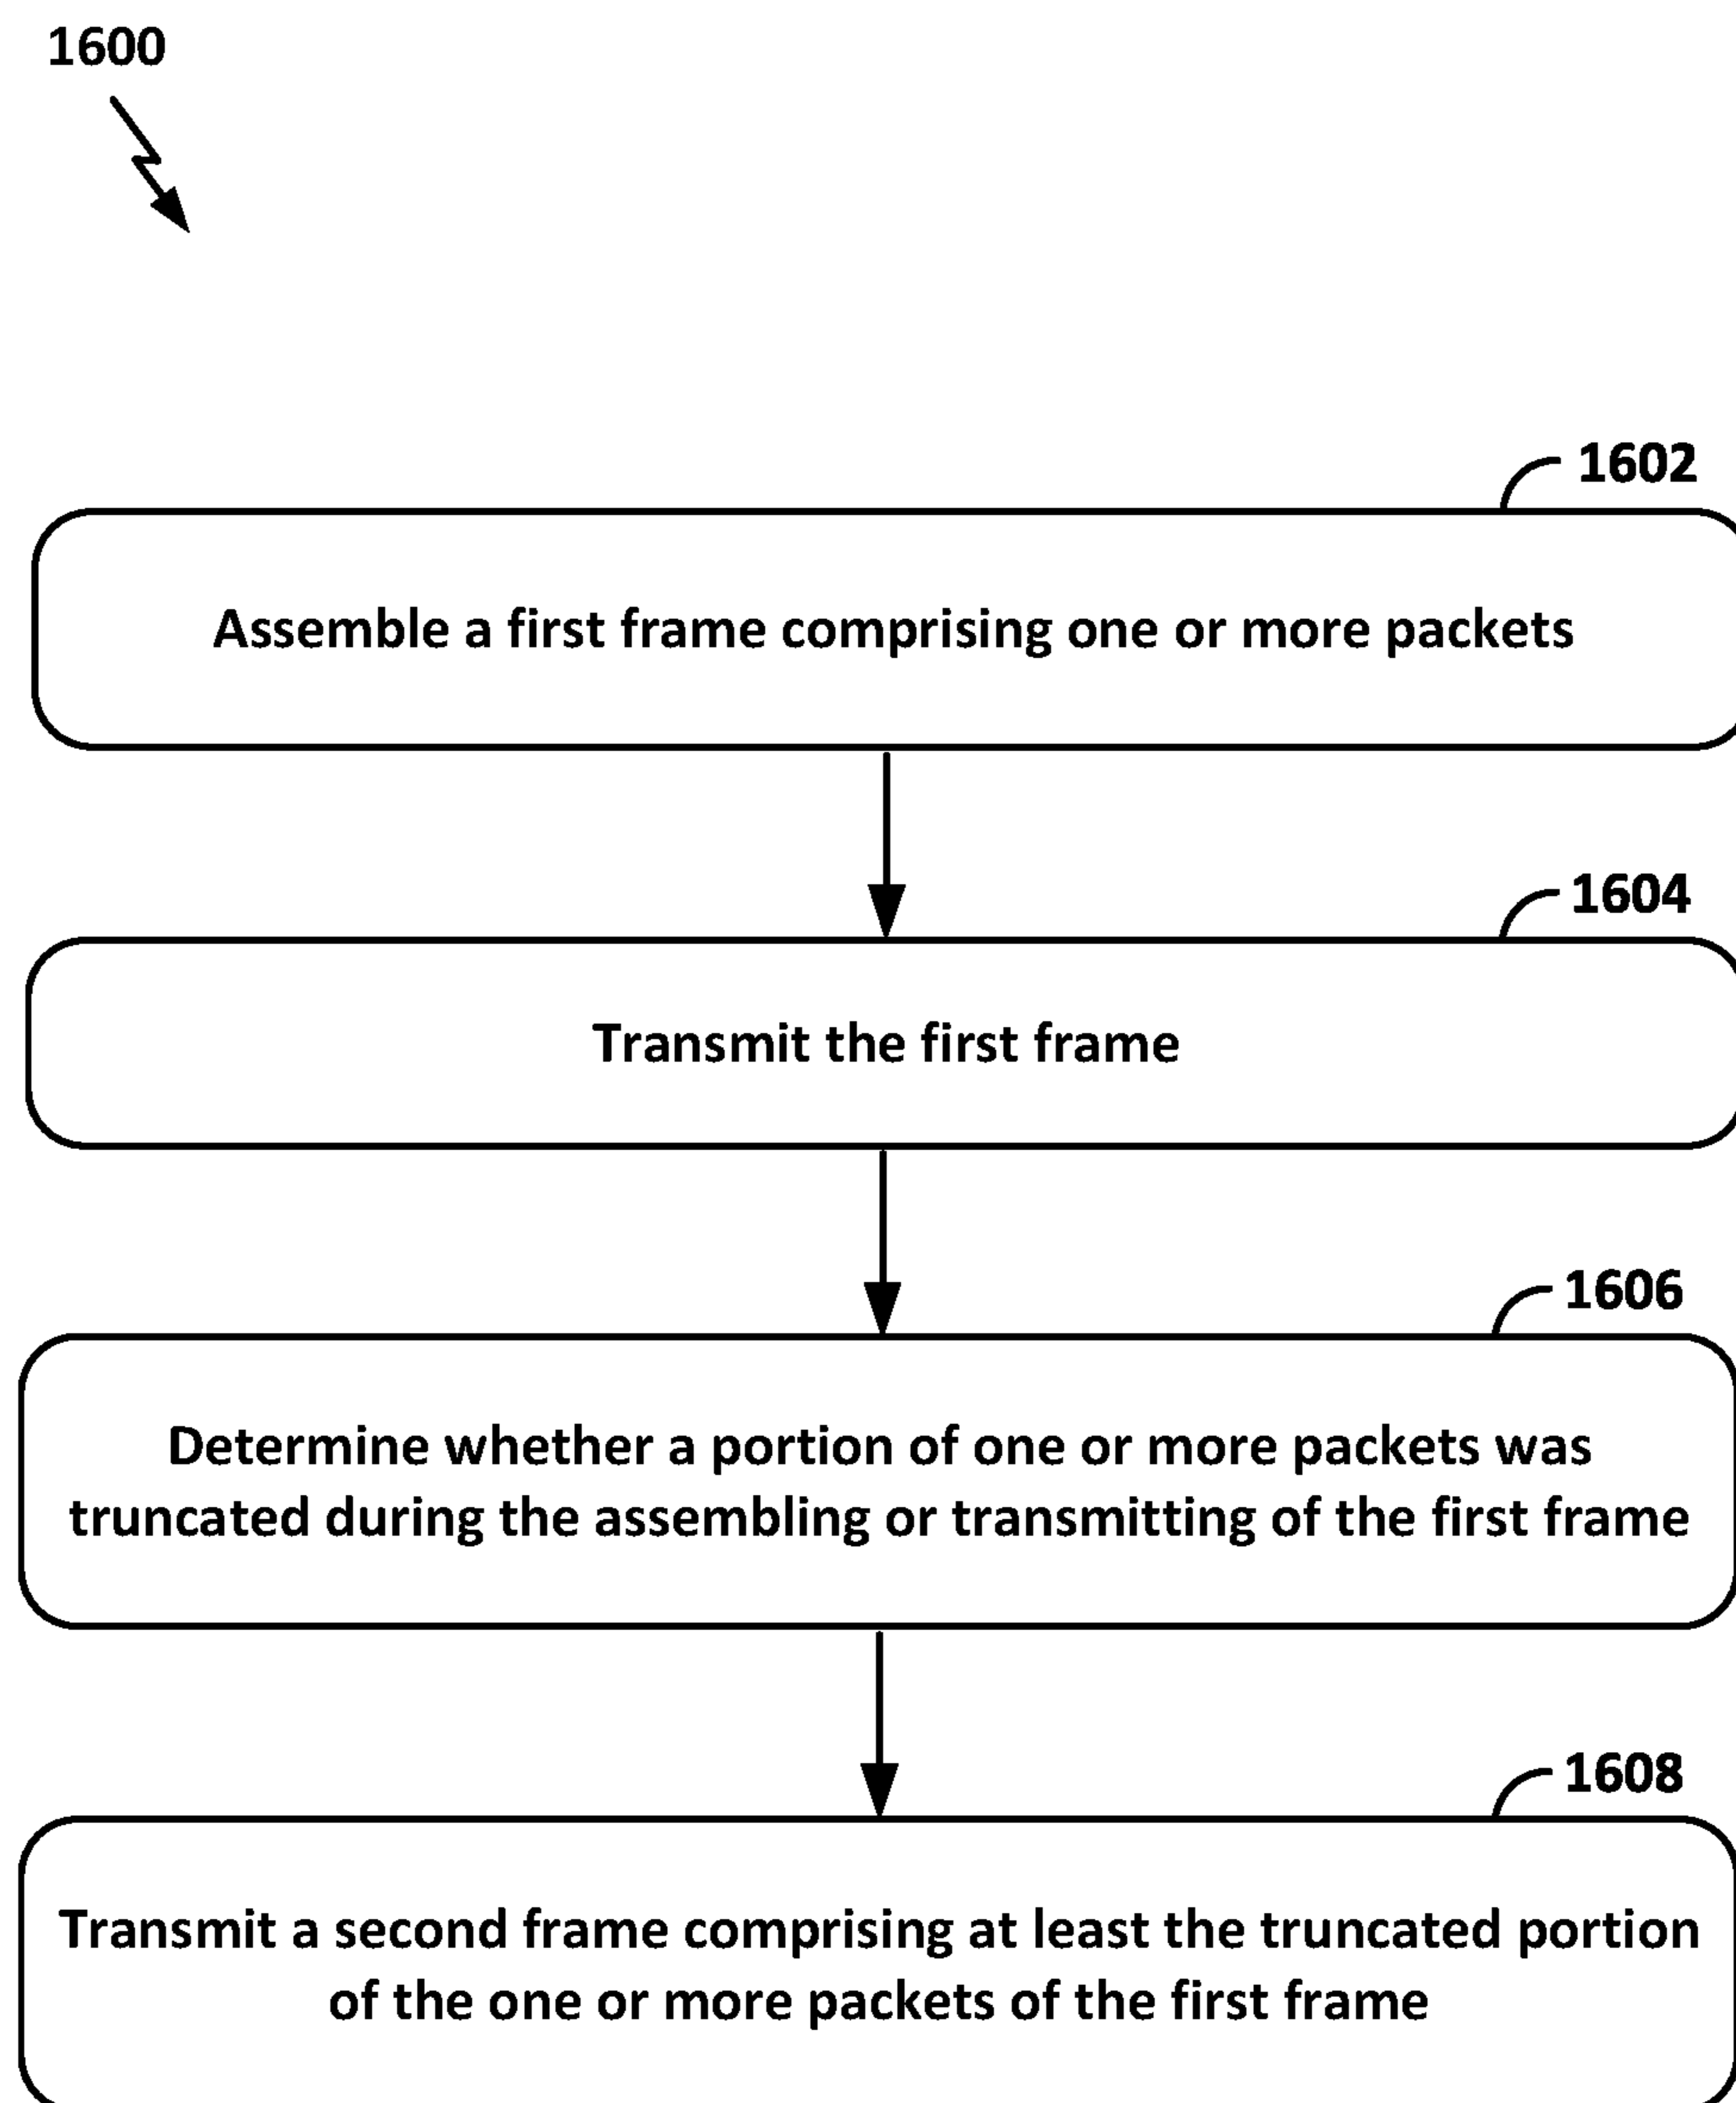 1600
1602
Assemble a first frame comprising one or more packets
1604
Transmit the first frame
1606
Determine whether a portion of one or more packets was
truncated during the assembling or transmitting of the first frame
1608
Transmit a second frame comprising at least the truncated portion
of the one or more packets of the first frame